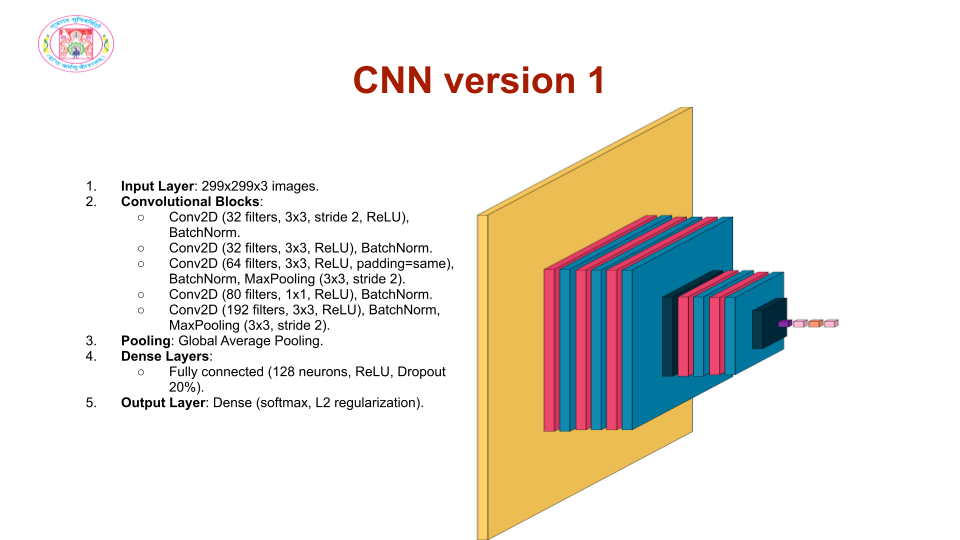 CNN version 1
1. Input Layer: 299x299x3 images.
2. Convolutional Blocks:
○ Conv2D (32 filters, 3x3, stride 2, ReLU),
BatchNorm.
○ Conv2D (32 filters, 3x3, ReLU), BatchNorm.
○ Conv2D (64 filters, 3x3, ReLU, padding=same),
BatchNorm, MaxPooling (3x3, stride 2).
○ Conv2D (80 filters, 1x1, ReLU), BatchNorm.
○ Conv2D (192 filters, 3x3, ReLU), BatchNorm,
MaxPooling (3x3, stride 2).
3. Pooling: Global Average Pooling.
4. Dense Layers:
○ Fully connected (128 neurons, ReLU, Dropout
20%).
5. Output Layer: Dense (softmax, L2 regularization).